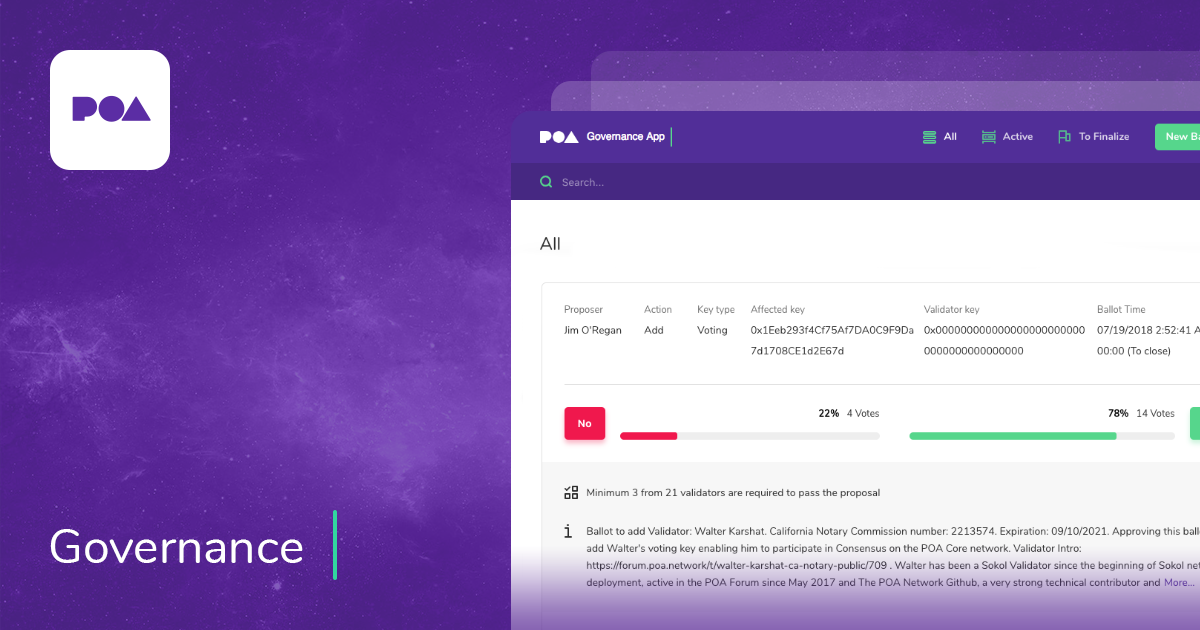 POA
POA Governance App
All
Active
To Finalize
New Ba
Search...
All
Proposer
Action
Key type
Affected key
Validator key
Ballot Time
Jim O'Regan
Add
Voting
0x1Eeb293f4Cf75Af7DA0C9F9Da
7d1708CE1d2E67d
0x0000000000000000000000000
0000000000000000
07/19/2018 2:52:41 A
00:00 (To close)
No
22% 4 Votes
78% 14 Votes
Minimum 3 from 21 validators are required to pass the proposal
Ballot to add Validator: Walter Karshat. California Notary Commission number: 2213574. Expiration: 09/10/2021. Approving this ball
add Walter's voting key enabling him to participate in Consensus on the POA Core network. Validator Intro:
https://forum.poa.network/t/walter-karshat-ca-notary-public/709 . Walter has been a Sokol Validator since the beginning of Sokol net
deployment, active in the POA Forum since May 2017 and The POA Network Github, a very strong technical contributor and More...
Governance